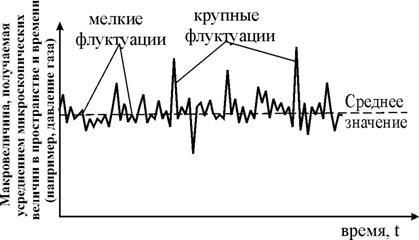 Макровеличина, получаемая
усреднением микроскопических
величин в пространстве и времени
(например, давление газа)
мелкие
флуктуации
крупные
флуктуации
Среднее
значение
время, t